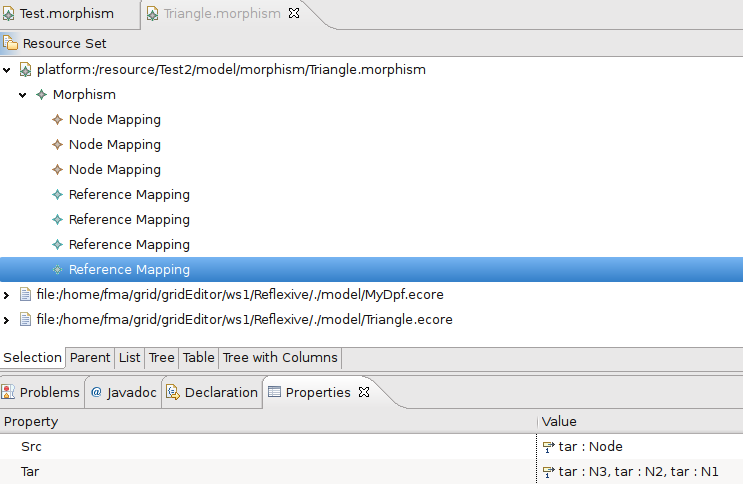 Test.morphism Triangle.morphism
Resource Set
platform:/resource/Test2/model/morphism/Triangle.morphism
Morphism
Node Mapping
Node Mapping
Node Mapping
Reference Mapping
Reference Mapping
Reference Mapping
Reference Mapping
file:/home/fma/grid/gridEditor/ws1/Reflexive/./model/MyDpf.ecore
file:/home/fma/grid/gridEditor/ws1/Reflexive/./model/Triangle.ecore
Selection Parent List Tree Table Tree with Columns
Problems @ Javadoc Declaration Properties
Property Value
Src tar : Node
Tar tar : N3, tar : N2, tar : N1